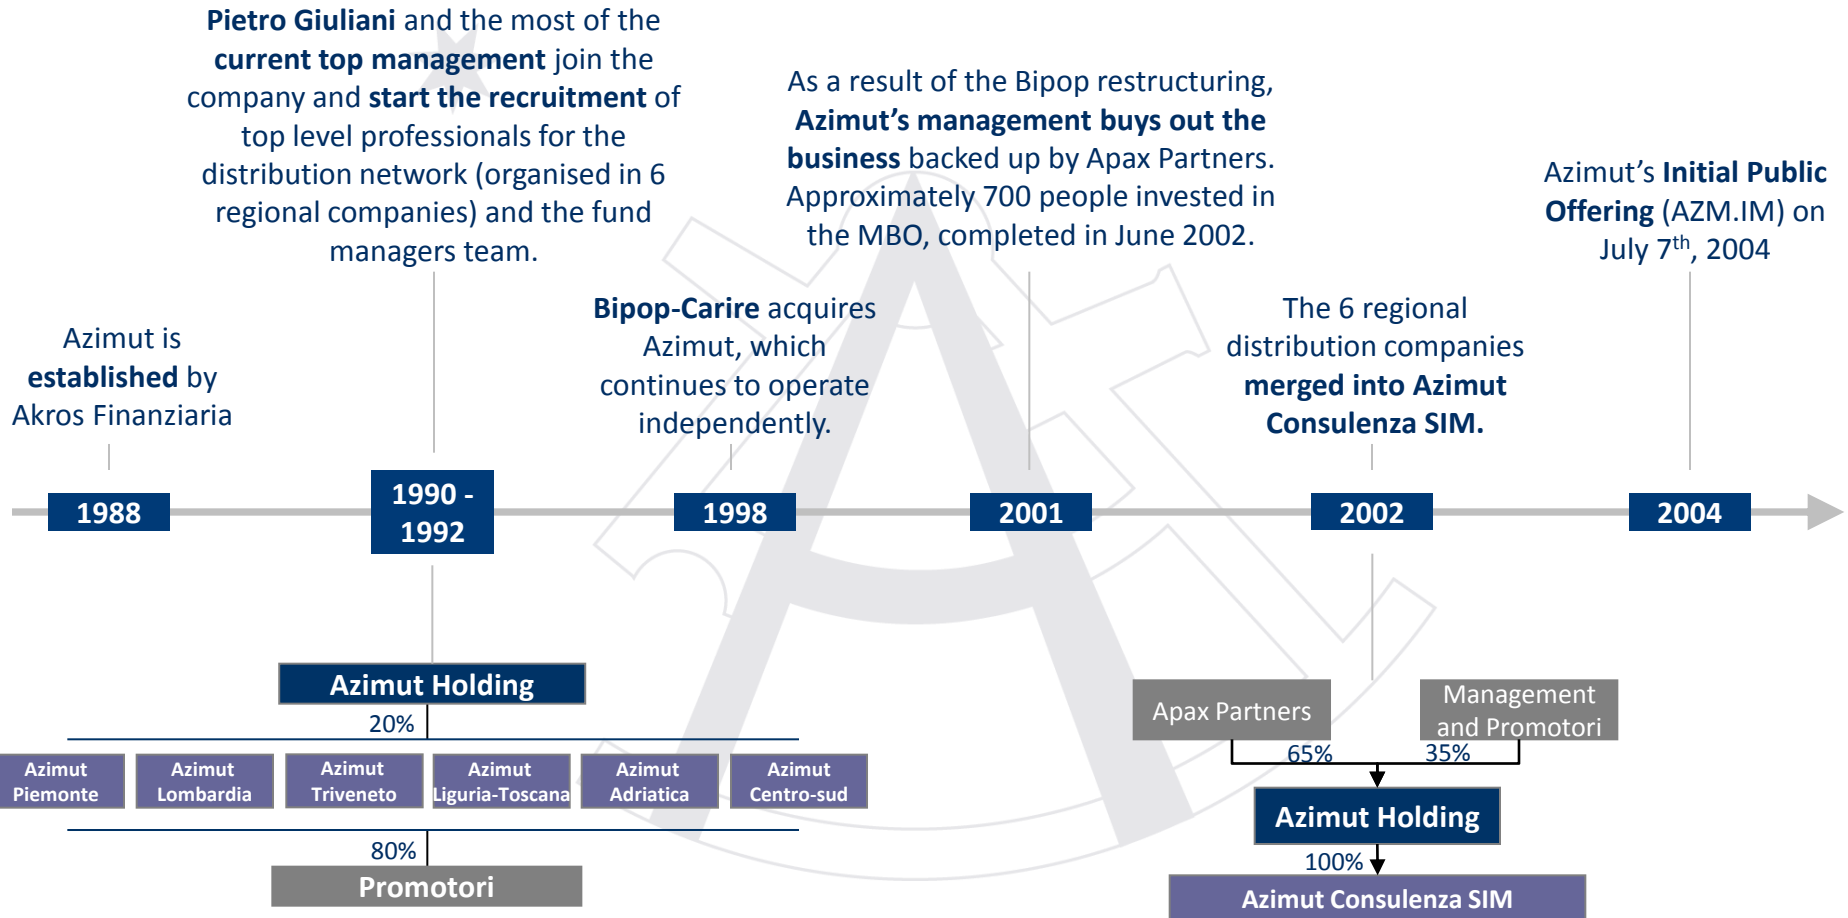 Pietro Giuliani and the most of the
current top management join the
company and start the recruitment of
top level professionals for the
distribution network (organised in 6
regional companies) and the fund
managers team.
As a result of the Bipop restructuring,
Azimut’s management buys out the
business backed up by Apax Partners.
Approximately 700 people invested in
the MBO, completed in June 2002.
Azimut’s Initial Public
Offering (AZM.IM) on
July 7th, 2004
Azimut is
established by
Akros Finanziaria
Bipop-Carire acquires
Azimut, which
continues to operate
independently.
The 6 regional
distribution companies
merged into Azimut
Consulenza SIM.
1988
1990 -
1992
1998
2001
2002
2004
Azimut Holding
20%
Azimut
Piemonte
Azimut
Lombardia
Azimut
Triveneto
Azimut
Liguria-Toscana
Azimut
Adriatica
Azimut
Centro-sud
80%
Promotori
Apax Partners
Management
and Promotori
65%
35%
Azimut Holding
100%
Azimut Consulenza SIM